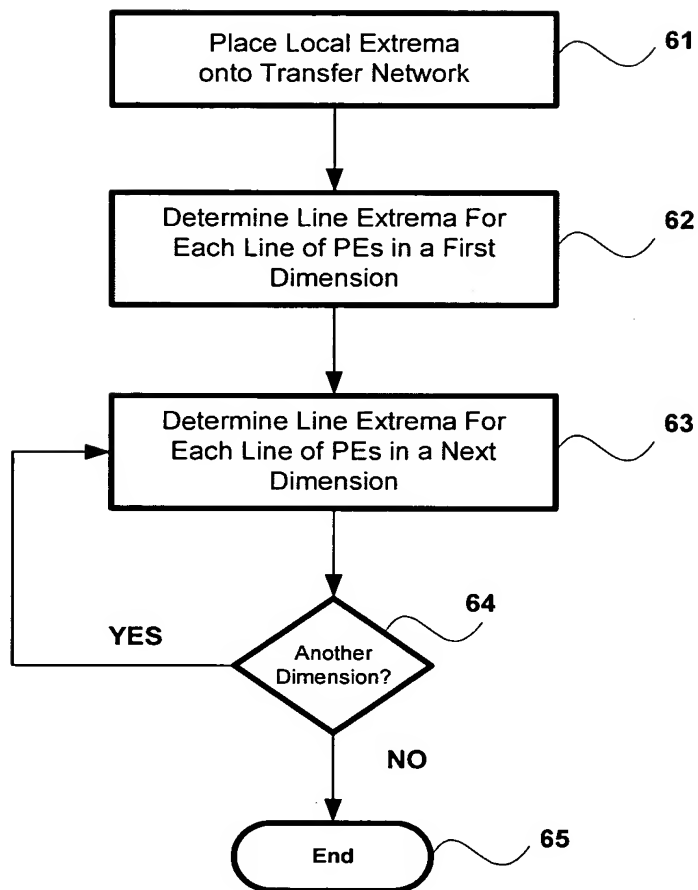 Place Local Extrema
onto Transfer Network
61
Determine Line Extrema For
Each Line of PEs in a First
Dimension
62
Determine Line Extrema For
Each Line of PEs in a Next
Dimension
63
64
YES
Another
Dimension?
NO
End
65